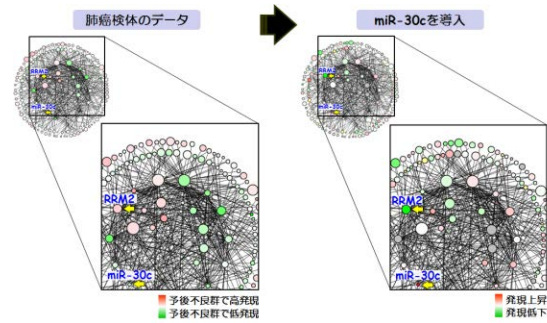 肺癌検体のデータ
miR-30cを導入
RRM2
miR-30c
RRM2
miR-30c
RRM2
miR-30c
RRM2
miR-30c
予後不良群で高発現
予後不良群で低発現
発現上昇
発現低下